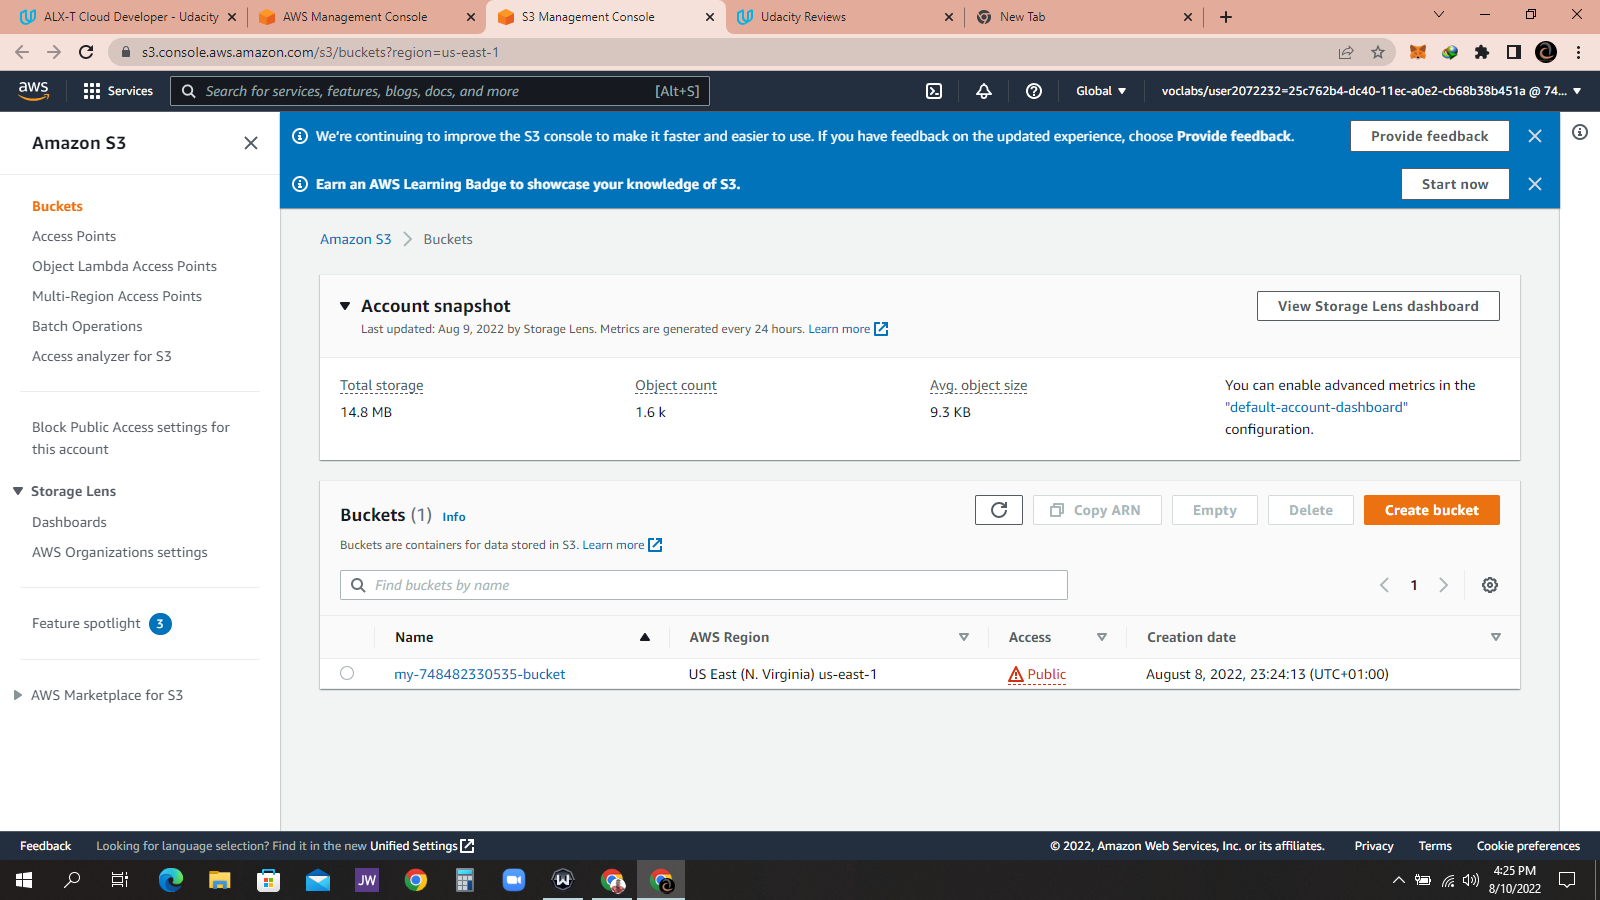 ALX-T Cloud Developer - Udacity
AWS Management Console
S3 Management Console
Udacity Reviews
New Tab
s3.console.aws.amazon.com/s3/buckets?region=us-east-1
aws
Services
Search for services, features, blogs, docs, and more
[Alt+S]
Global
voclabs/user2072232=25c762b4-dc40-11ec-a0e2-cb68b38b451a @ 74...
Amazon S3
Buckets
Access Points
Object Lambda Access Points
Multi-Region Access Points
Batch Operations
Access analyzer for S3
Block Public Access settings for
this account
Storage Lens
Dashboards
AWS Organizations settings
Feature spotlight 3
AWS Marketplace for S3
We're continuing to improve the S3 console to make it faster and easier to use. If you have feedback on the updated experience, choose Provide feedback.
Provide feedback
Earn an AWS Learning Badge to showcase your knowledge of S3.
Start now
Amazon S3 > Buckets
Account snapshot
Last updated: Aug 9, 2022 by Storage Lens. Metrics are generated every 24 hours. Learn more
View Storage Lens dashboard
Total storage
14.8 MB
Object count
1.6 k
Avg. object size
9.3 KB
You can enable advanced metrics in the
"default-account-dashboard"
configuration.
Buckets (1) Info
Buckets are containers for data stored in S3. Learn more
Copy ARN
Empty
Delete
Create bucket
Find buckets by name
1
Name
AWS Region
Access
Creation date
my-748482330535-bucket
US East (N. Virginia) us-east-1
Public
August 8, 2022, 23:24:13 (UTC+01:00)
Feedback
Looking for language selection? Find it in the new Unified Settings
© 2022, Amazon Web Services, Inc. or its affiliates.
Privacy
Terms
Cookie preferences
JW
4:25 PM
8/10/2022